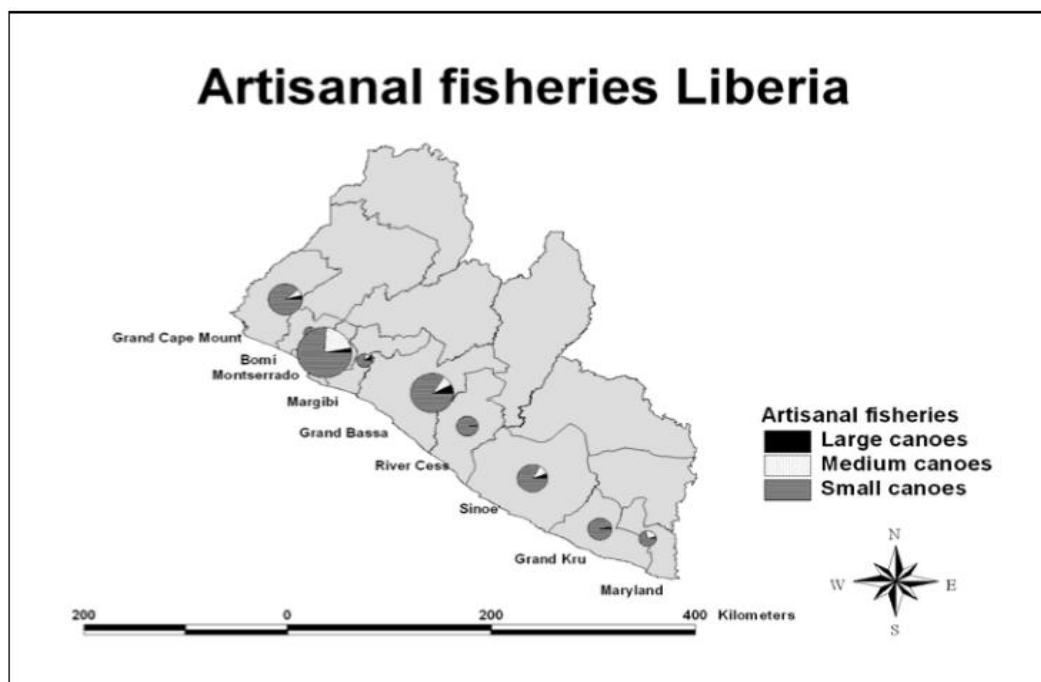 Artisanal fisheries Liberia
Grand Cape Mount
Bomi
Montserrado
Margibi
Grand Bassa
River Cess
Sinoe
Grand Kru
Maryland
Artisanal fisheries
Large canoes
Medium canoes
Small canoes
N
W E
S
200 0 200 400 Kilometers